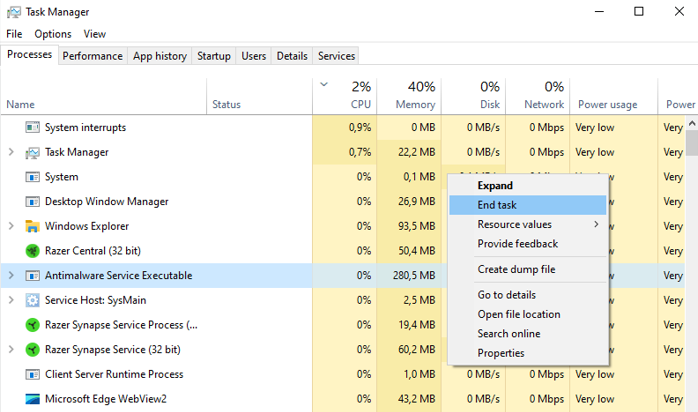 Task Manager
File Options View
Processes Performance App history Startup Users Details Services
2% 40% 0% 0%
Name Status CPU Memory Disk Network Power usage Power
System interrupts 0,9% 0 MB 0 MB/s 0 Mbps Very low Very
Task Manager 0,7% 22,2 MB 0 MB/s 0 Mbps Very low Very
System 0% 0,1 MB
Desktop Window Manager 0% 26,9 MB Very
Windows Explorer 0% 93,5 MB Very
Razer Central (32 bit) 0% 50,4 MB Very
Antimalware Service Executable 0% 280,5 MB Very
Service Host: SysMain 0% 2,5 MB Very
Razer Synapse Service Process (... 0% 19,4 MB Very
Razer Synapse Service (32 bit) 0% 60,2 MB Very
Client Server Runtime Process 0% 1,0 MB 0 MB/s 0 Mbps Very low Very
Microsoft Edge WebView2 0% 43,2 MB 0 MB/s 0 Mbps Very low Very
Expand
End task
Resource values
Provide feedback
Create dump file
Go to details
Open file location
Search online
Properties